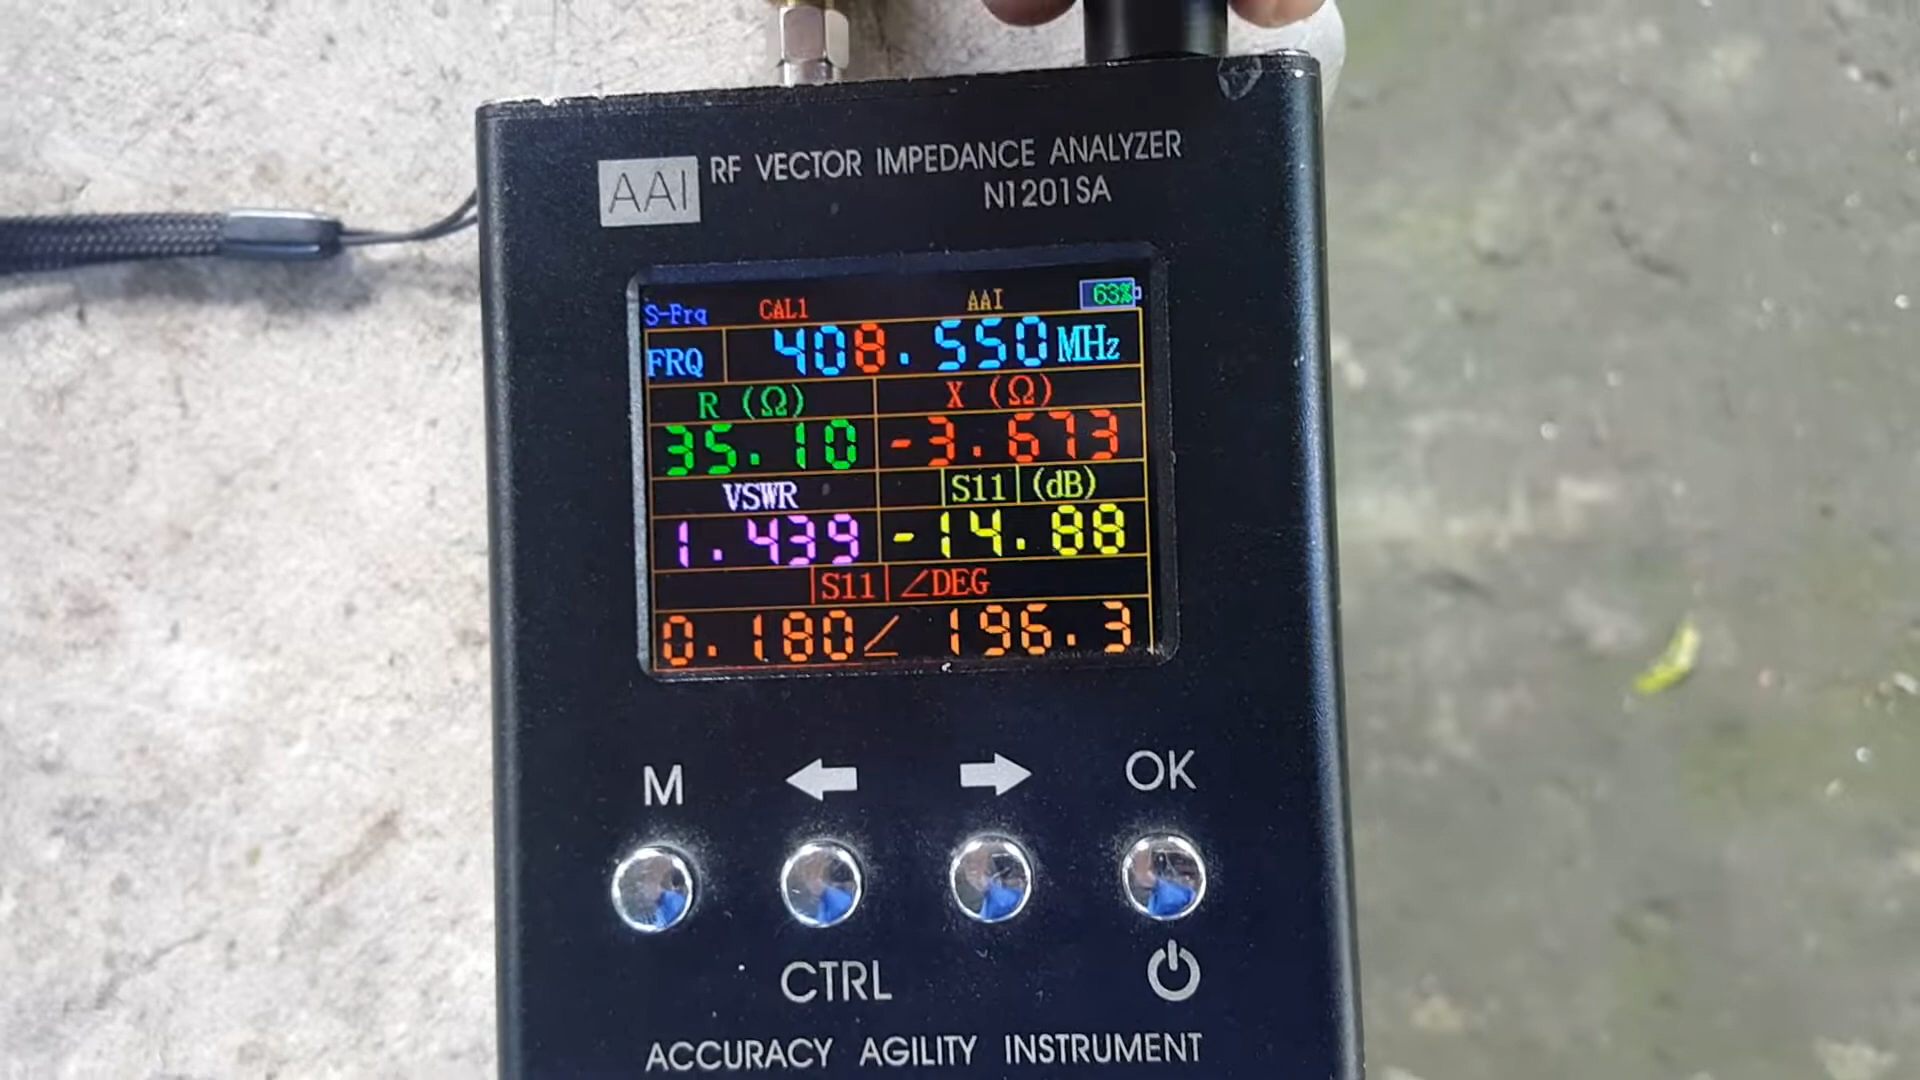 AAI RF VECTOR IMPEDANCE ANALYZER
N1201SA
S-Frq CAL1 AAI 63%
FRQ 408.550 MHz
R (Ω) X (Ω)
35.10 -3.673
VSWR |S11| (dB)
1.439 -14.88
|S11| ∠DEG
0.180∠ 196.3
M ← → OK
CTRL
ACCURACY AGILITY INSTRUMENT